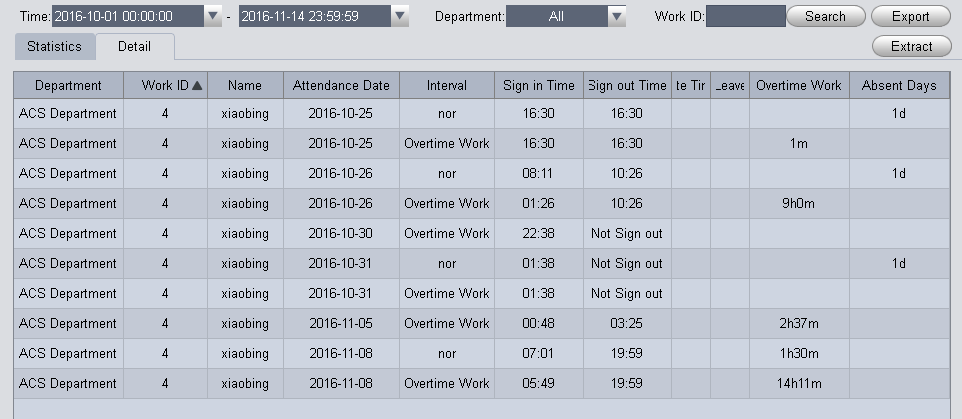 Time: 2016-10-01 00:00:00 - 2016-11-14 23:59:59 Department: All Work ID: Search Export
Statistics Detail Extract
Department Work ID Name Attendance Date Interval Sign in Time Sign out Time te Tir Leave Overtime Work Absent Days
ACS Department 4 xiaobing 2016-10-25 nor 16:30 16:30 1d
ACS Department 4 xiaobing 2016-10-25 Overtime Work 16:30 16:30 1m
ACS Department 4 xiaobing 2016-10-26 nor 08:11 10:26 1d
ACS Department 4 xiaobing 2016-10-26 Overtime Work 01:26 10:26 9h0m
ACS Department 4 xiaobing 2016-10-30 Overtime Work 22:38 Not Sign out
ACS Department 4 xiaobing 2016-10-31 nor 01:38 Not Sign out 1d
ACS Department 4 xiaobing 2016-10-31 Overtime Work 01:38 Not Sign out
ACS Department 4 xiaobing 2016-11-05 Overtime Work 00:48 03:25 2h37m
ACS Department 4 xiaobing 2016-11-08 nor 07:01 19:59 1h30m
ACS Department 4 xiaobing 2016-11-08 Overtime Work 05:49 19:59 14h11m